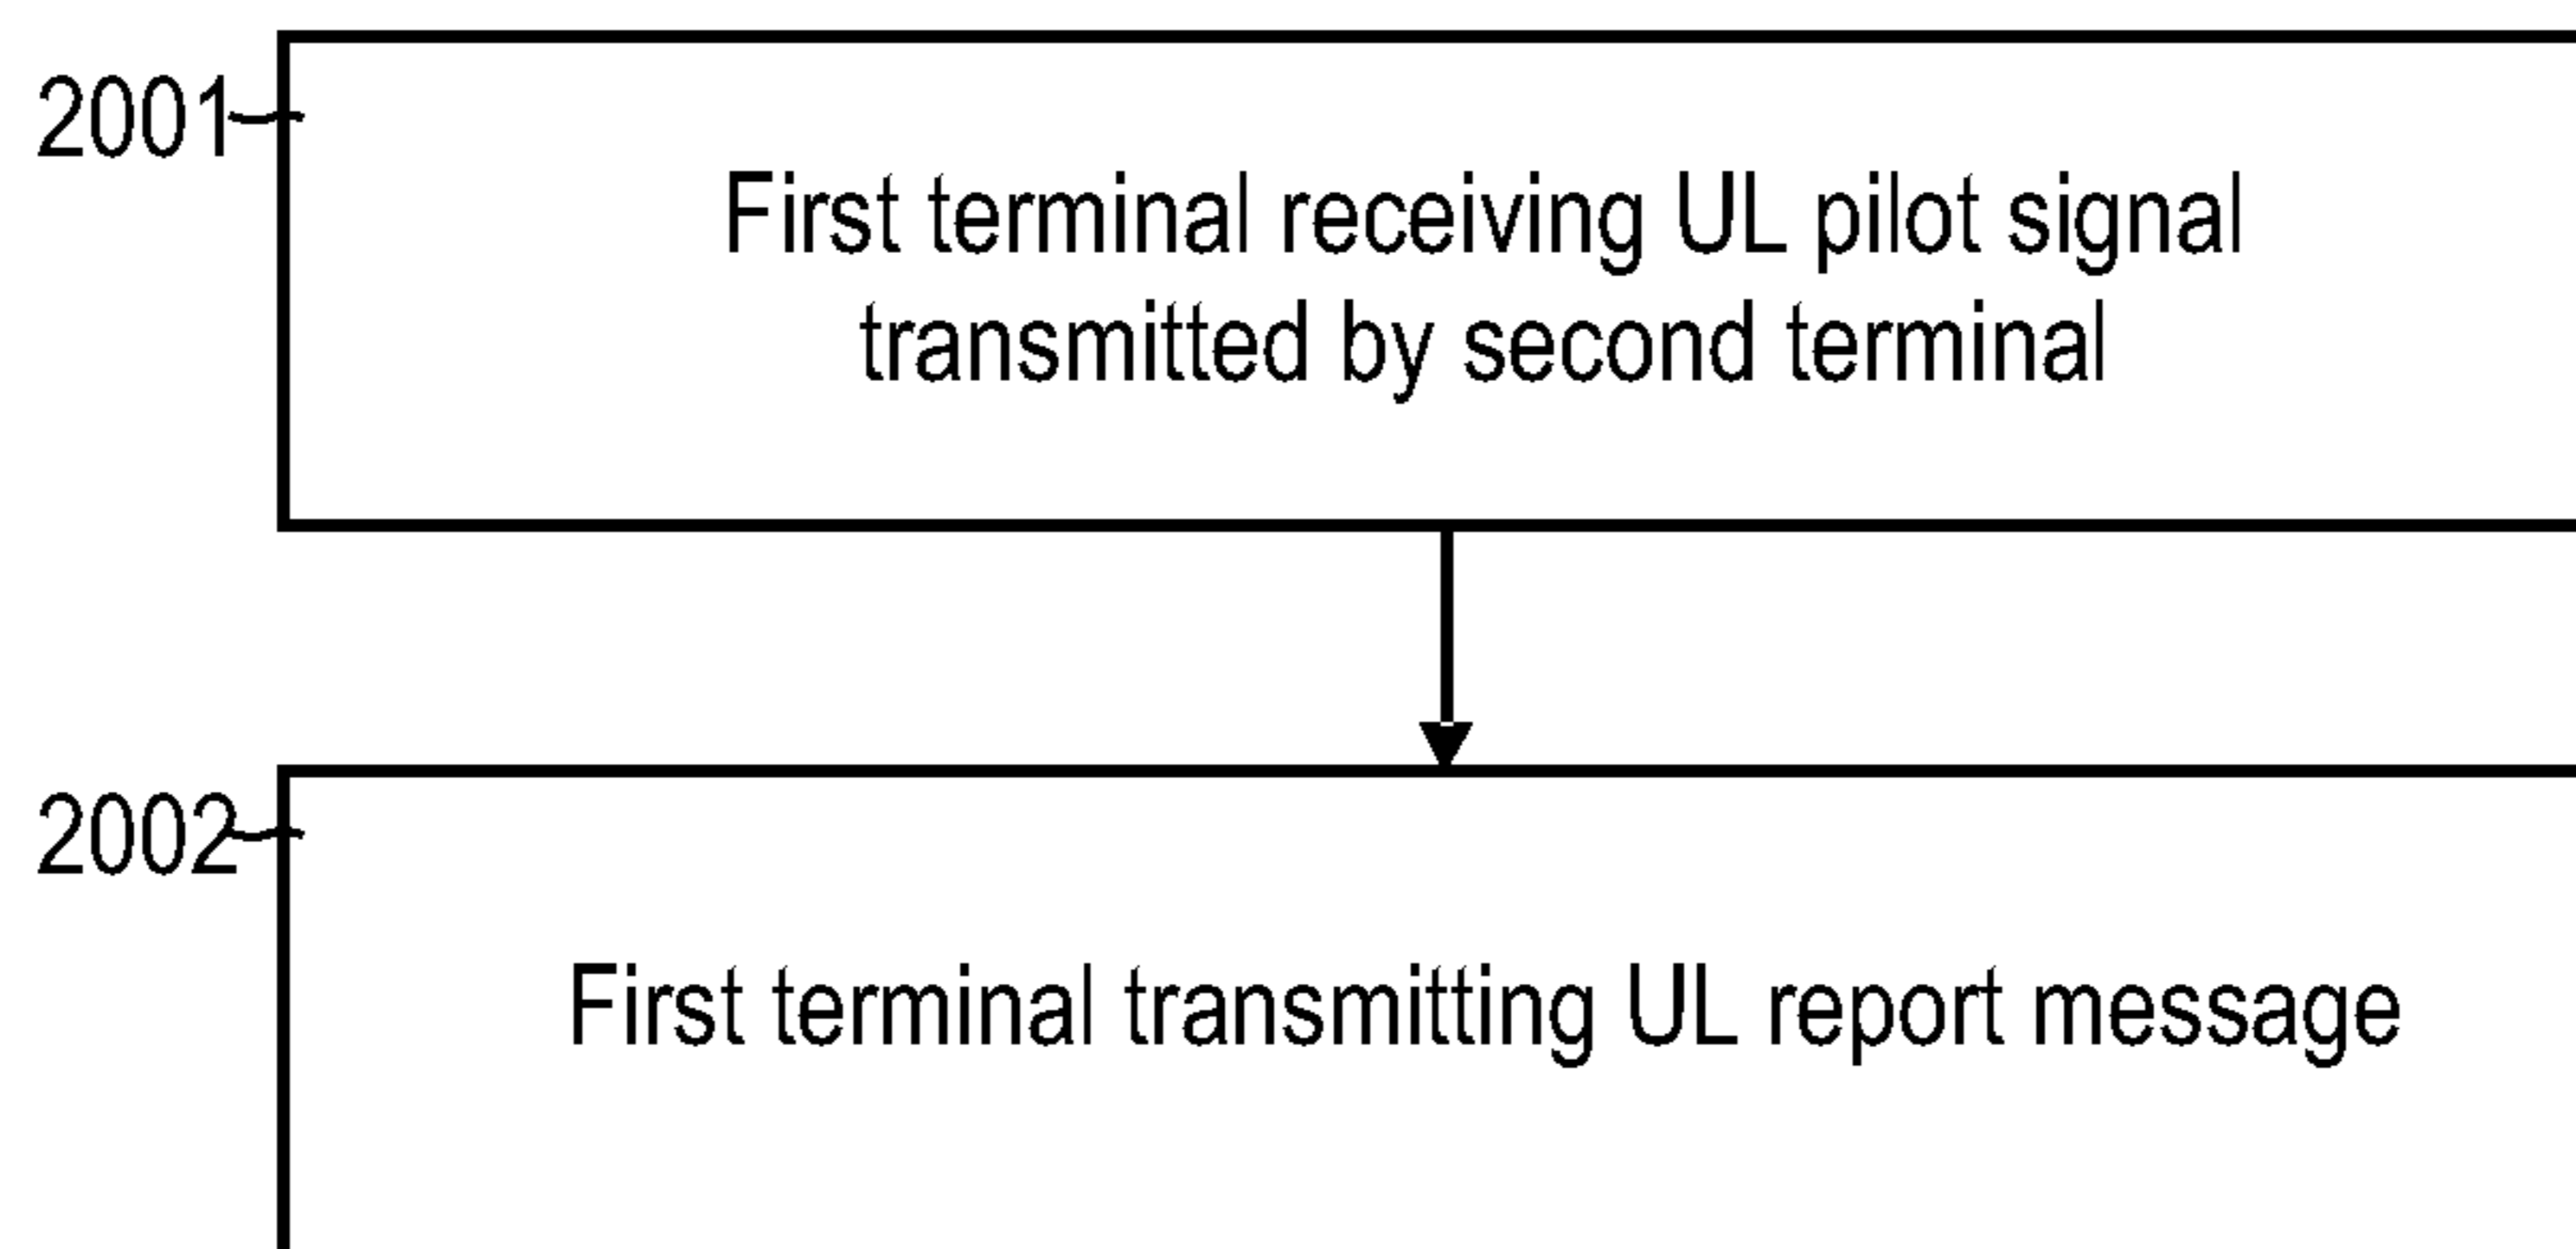 2001
First terminal receiving UL pilot signal
transmitted by second terminal
2002
First terminal transmitting UL report message